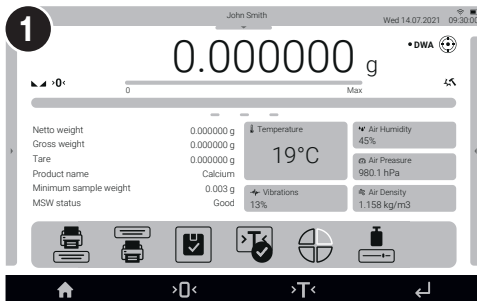 1
John Smith
Wed 14.07.2021 09:30:00
0.000000 g
• DWA
>0<
0 Max
Netto weight 0.000000 g
Gross weight 0.000000 g
Tare 0.000000 g
Product name Calcium
Minimum sample weight 0.003 g
MSW status Good
Temperature
19°C
Vibrations
13%
Air Humidity
45%
Air Preasure
980.1 hPa
Air Density
1.158 kg/m3
>T<
>0< >T<